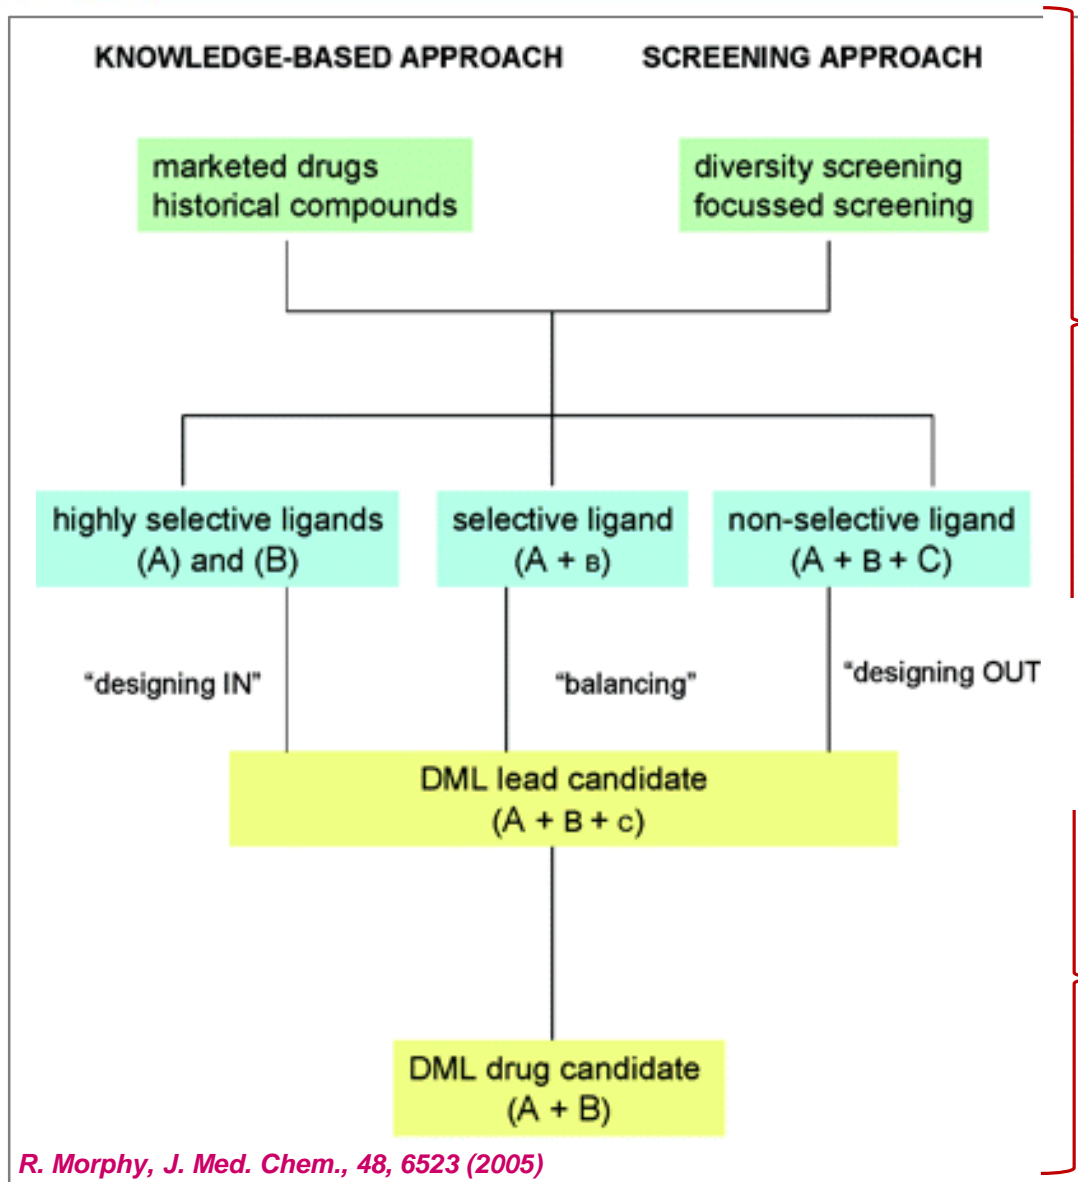 KNOWLEDGE-BASED APPROACH
SCREENING APPROACH
marketed drugs
historical compounds
diversity screening
focussed screening
highly selective ligands
(A) and (B)
selective ligand
(A + ʙ)
non-selective ligand
(A + B + C)
“designing IN”
“balancing”
“designing OUT
DML lead candidate
(A + ʙ + c)
DML drug candidate
(A + B)
R. Morphy, J. Med. Chem., 48, 6523 (2005)